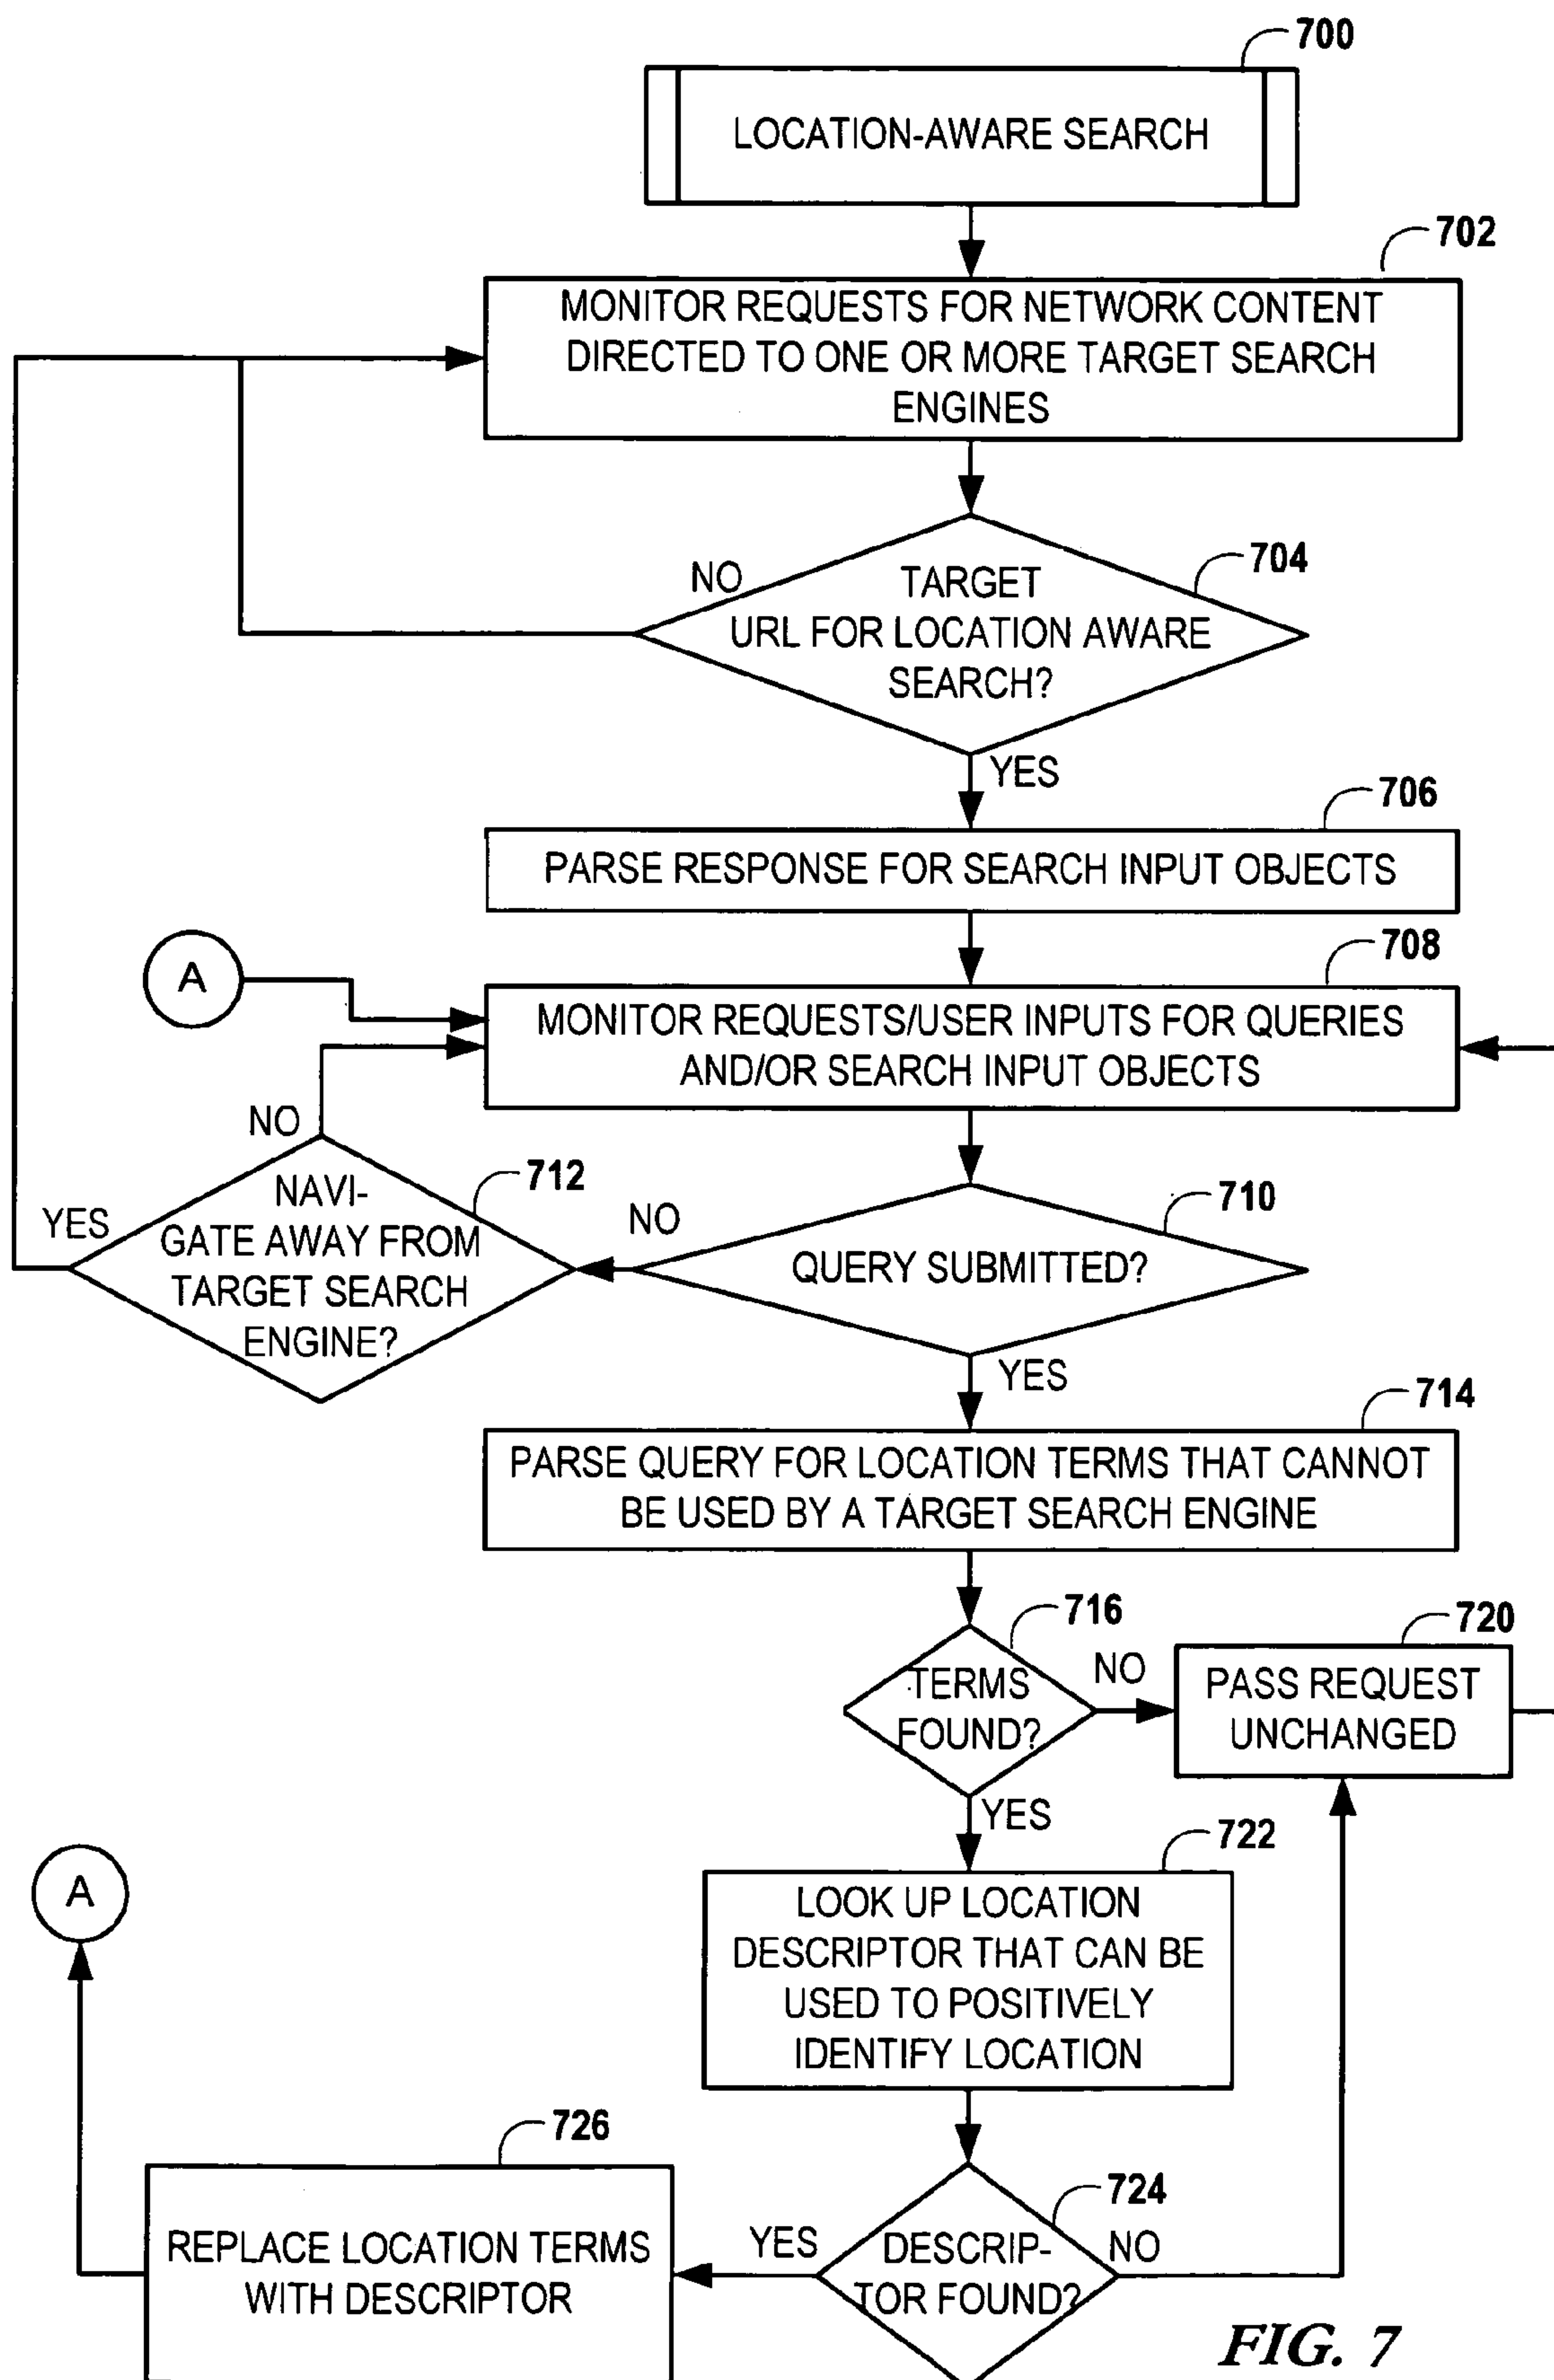 700
LOCATION-AWARE SEARCH
702
MONITOR REQUESTS FOR NETWORK CONTENT
DIRECTED TO ONE OR MORE TARGET SEARCH
ENGINES
704
NO
TARGET
URL FOR LOCATION AWARE
SEARCH?
YES
706
PARSE RESPONSE FOR SEARCH INPUT OBJECTS
708
A
MONITOR REQUESTS/USER INPUTS FOR QUERIES
AND/OR SEARCH INPUT OBJECTS
NO
712
NAVI-
GATE AWAY FROM
TARGET SEARCH
ENGINE?
YES
NO
710
QUERY SUBMITTED?
YES
714
PARSE QUERY FOR LOCATION TERMS THAT CANNOT
BE USED BY A TARGET SEARCH ENGINE
716
TERMS
FOUND?
NO
720
PASS REQUEST
UNCHANGED
YES
722
A
LOOK UP LOCATION
DESCRIPTOR THAT CAN BE
USED TO POSITIVELY
IDENTIFY LOCATION
726
724
REPLACE LOCATION TERMS
WITH DESCRIPTOR
YES
DESCRIP-
TOR FOUND?
NO
FIG. 7